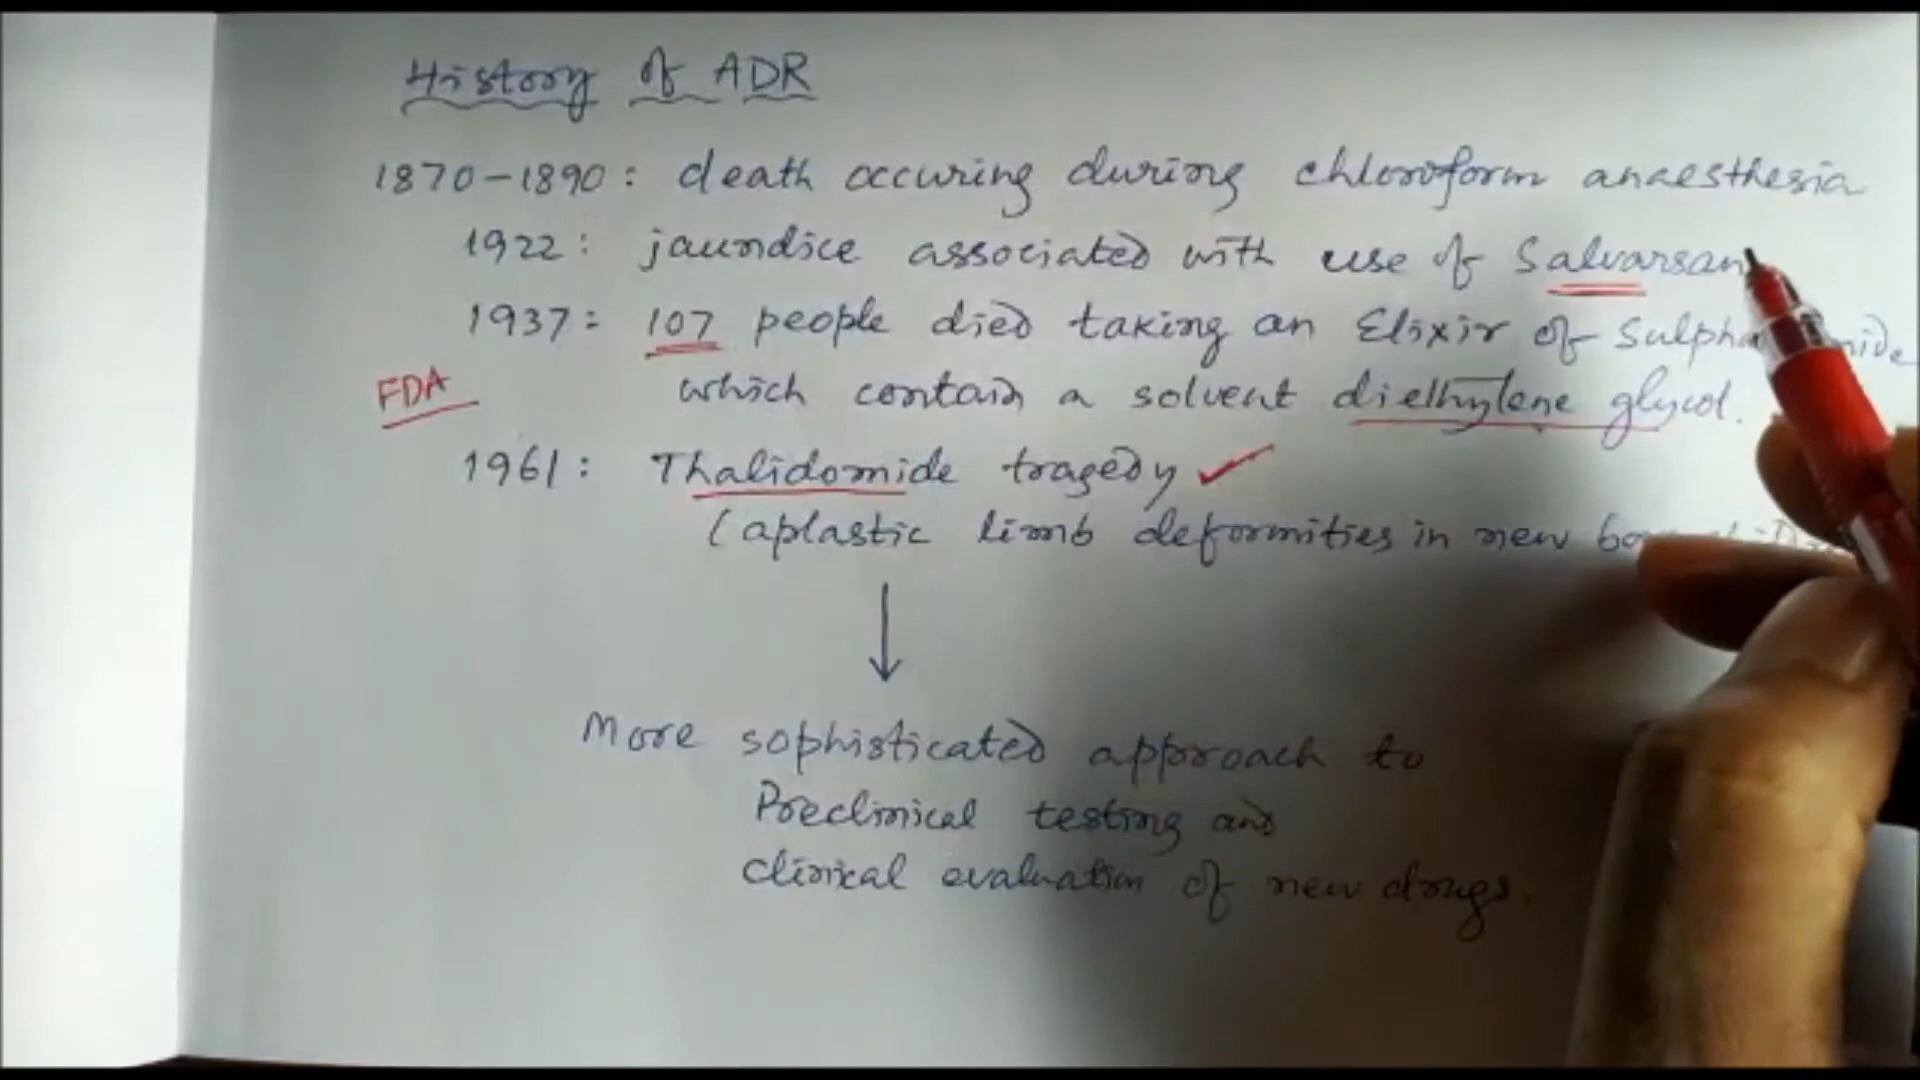 History of ADR
1870-1890: death occuring during chloroform anaesthesia
1922: jaundice associated with use of Salvarsan
1937: 107 people died taking an Elixir of
FDA which contain a solvent diethylene glycol.
1961: Thalidomide tragedy ✓
(aplastic limb deformities in new
↓
More sophisticated approach to
Preclinical testing and
clinical evaluation of new drugs.